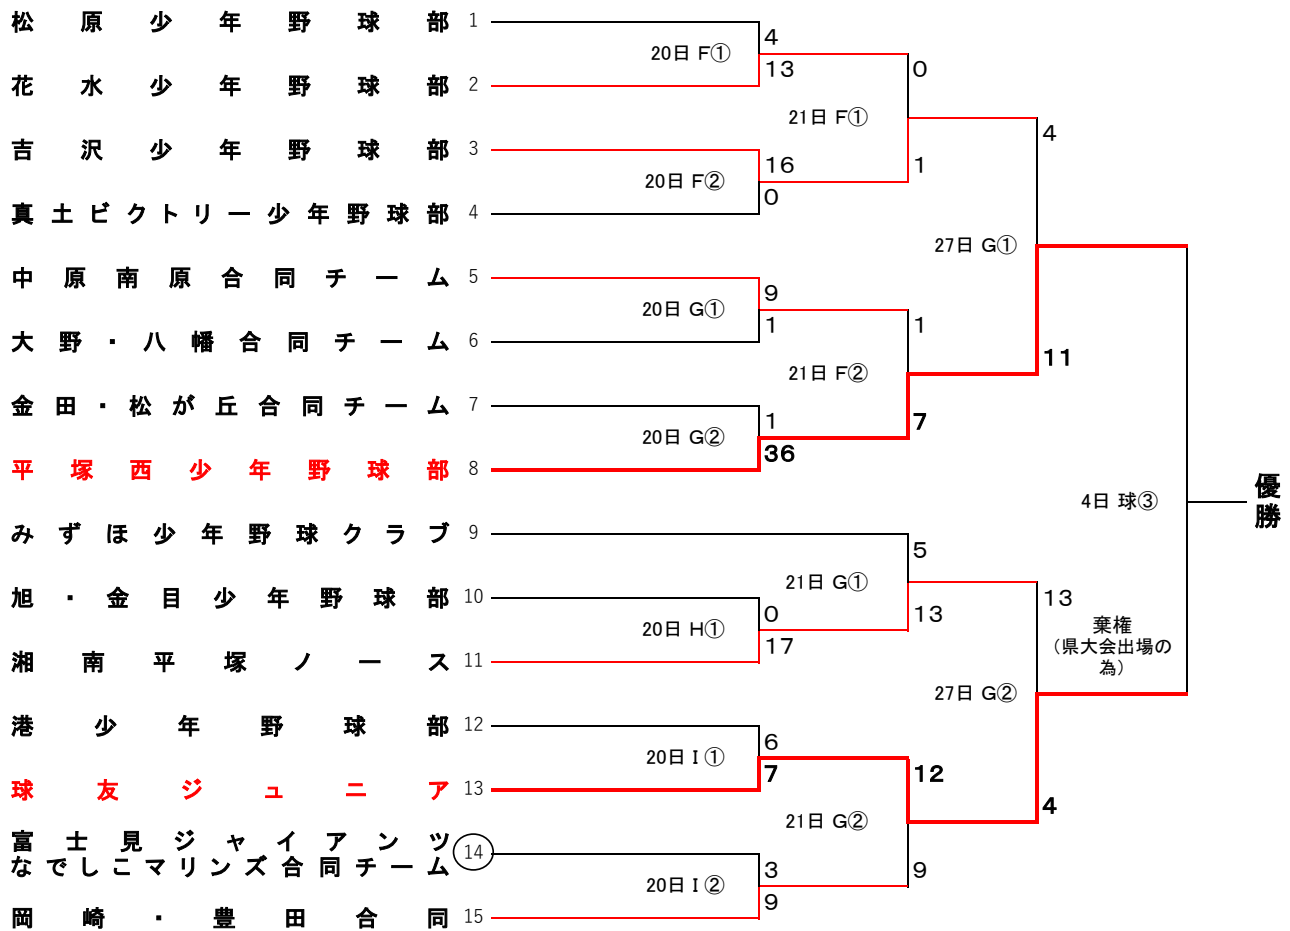 松原少年野球部 1
4
20日 F①
13
花水少年野球部 2
0
21日 F①
吉沢少年野球部 3
16
1
20日 F②
0
真土ビクトリー少年野球部 4
4
27日 G①
中原南原合同チーム 5
9
20日 G①
1
大野・八幡合同チーム 6
1
21日 F②
11
金田・松が丘合同チーム 7
1
7
20日 G②
36
平塚西少年野球部 8
4日 球③
優勝
みずほ少年野球クラブ 9
5
21日 G①
13
旭・金目少年野球部 10
0
20日 H①
17
湘南平塚ノース 11
13
棄権
（県大会出場の
為）
27日 G②
港少年野球部 12
6
20日 I①
7
球友ジュニア 13
12
4
21日 G②
富士見ジャイアンツ
なでしこマリンズ合同チーム 14
3
9
20日 I②
9
岡崎・豊田合同 15